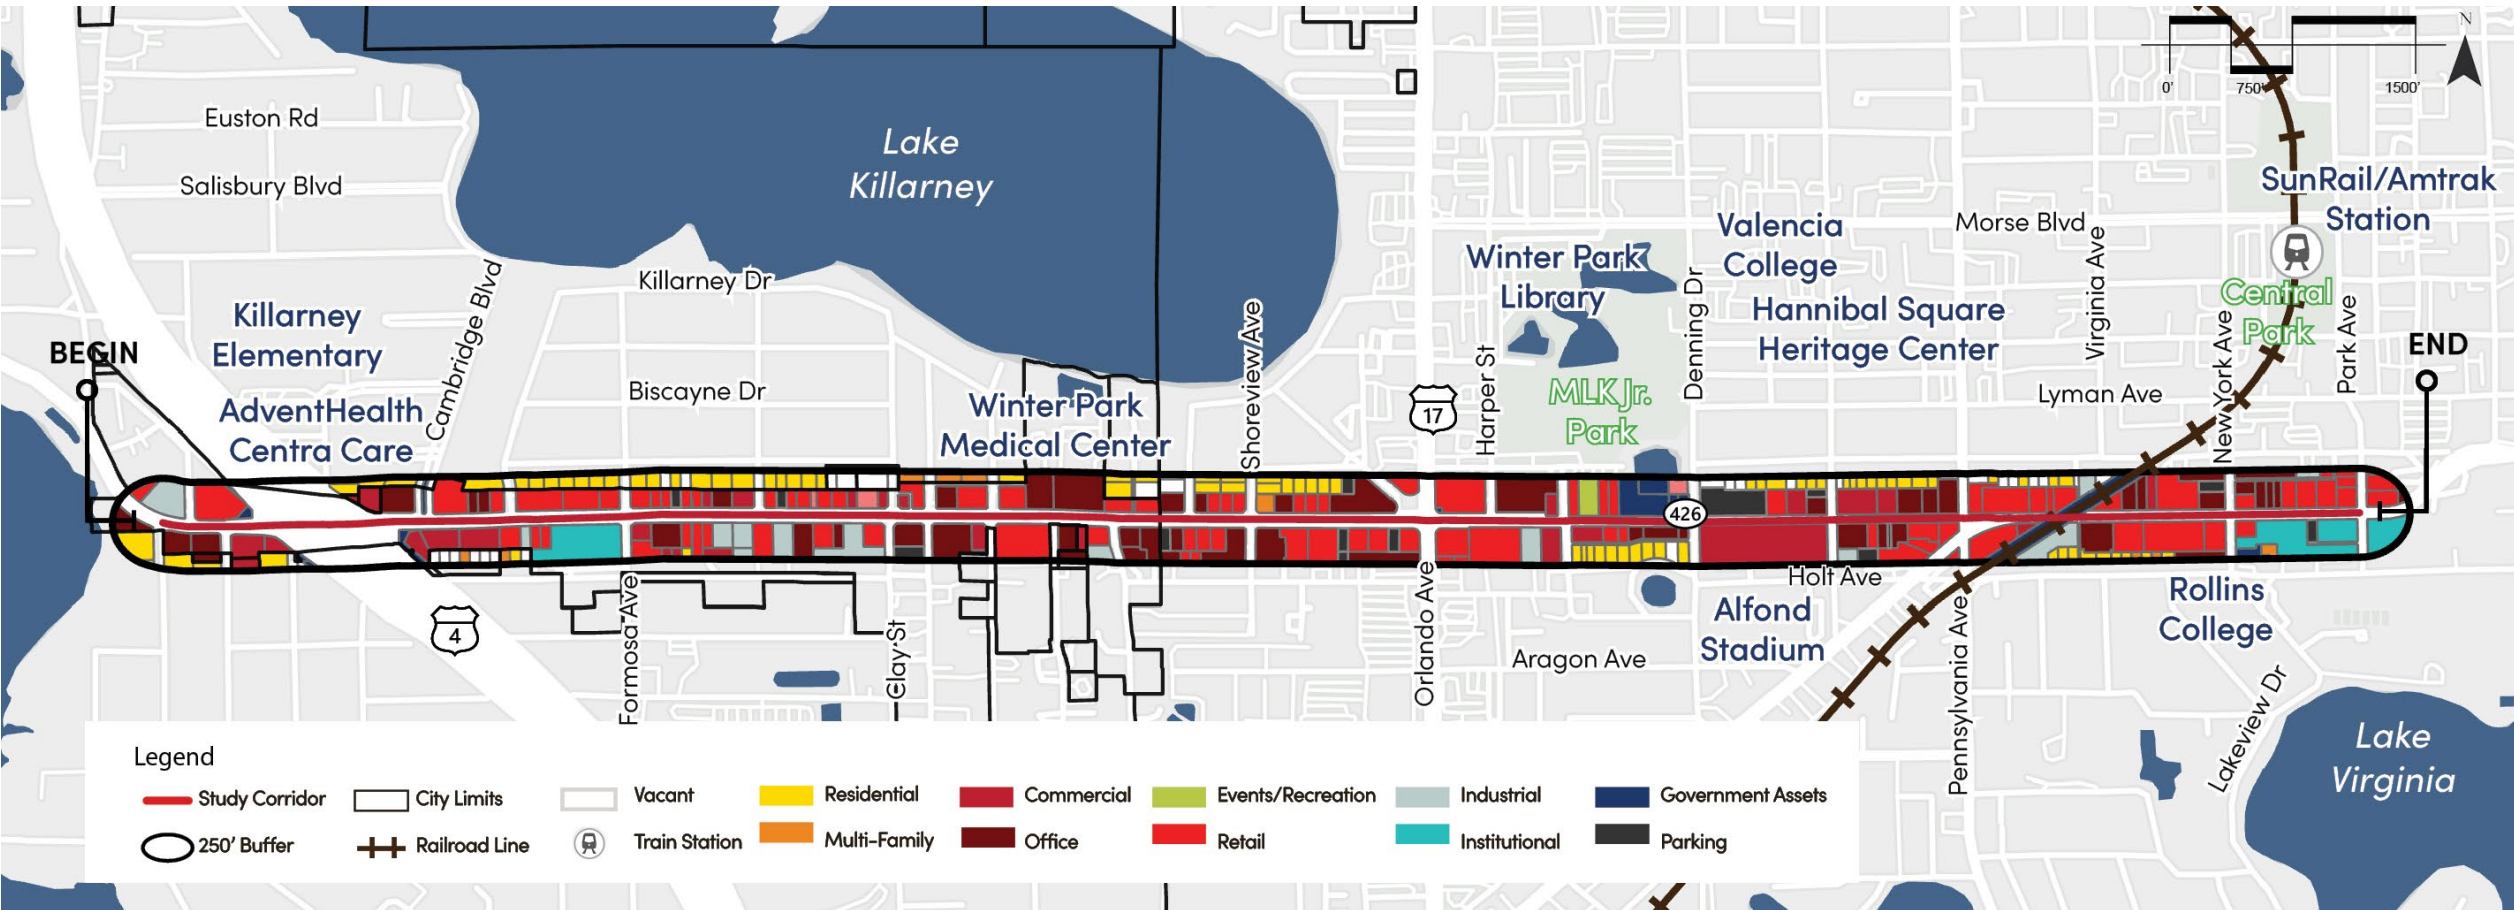 N
0'
750'
1500'
Euston Rd
Lake
Killarney
Salisbury Blvd
SunRail/Amtrak
Station
Valencia
College
Morse Blvd
Virginia Ave
Winter Park
Library
Killarney Dr
Cambridge Blvd
Denning Dr
Central
Park
Killarney
Elementary
Hannibal Square
Heritage Center
Shoreview Ave
New York Ave
Park Ave
BEGIN
END
Harper St
Biscayne Dr
AdventHealth
Centra Care
Winter Park
Medical Center
17
MLK Jr.
Park
Lyman Ave
426
Holt Ave
4
Formosa Ave
Clay St
Orlando Ave
Aragon Ave
Alfond
Stadium
Pennsylvania Ave
Rollins
College
Lakeview Dr
Lake
Virginia
Legend
Study Corridor
City Limits
Vacant
Residential
Commercial
Events/Recreation
Industrial
Government Assets
250' Buffer
Railroad Line
Train Station
Multi-Family
Office
Retail
Institutional
Parking